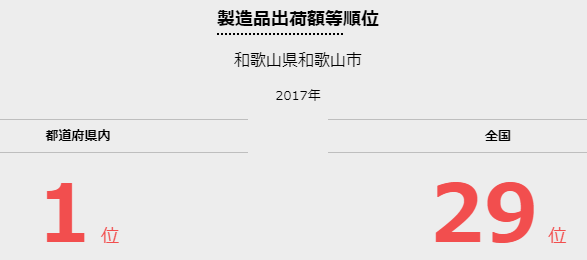 製造品出荷額等順位
和歌山県和歌山市
2017年
都道府県内
全国
1位
29位